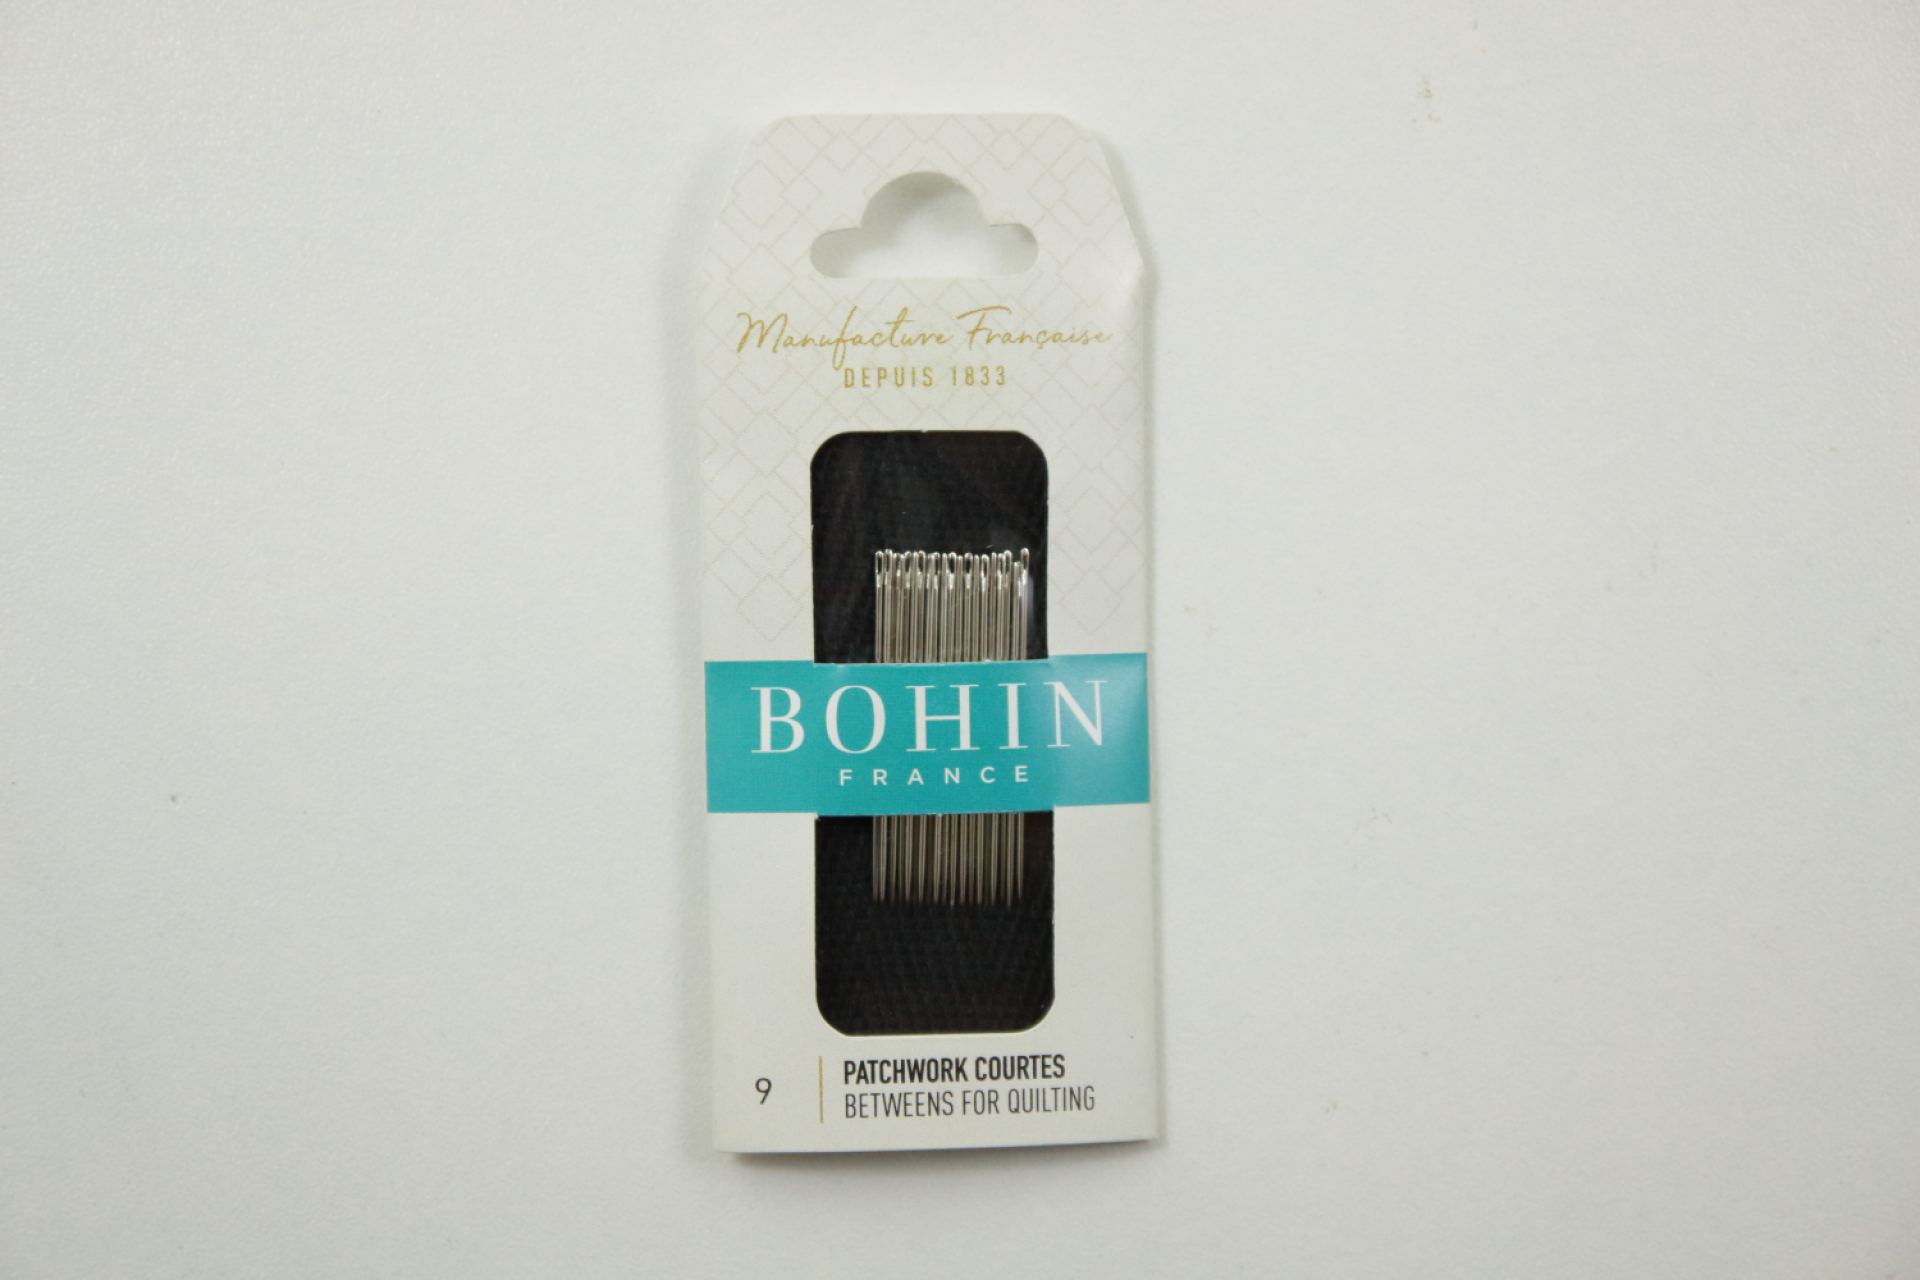 Manufacture Française
DEPUIS 1833
BOHIN
FRANCE
9
PATCHWORK COURTES
BETWEENS FOR QUILTING